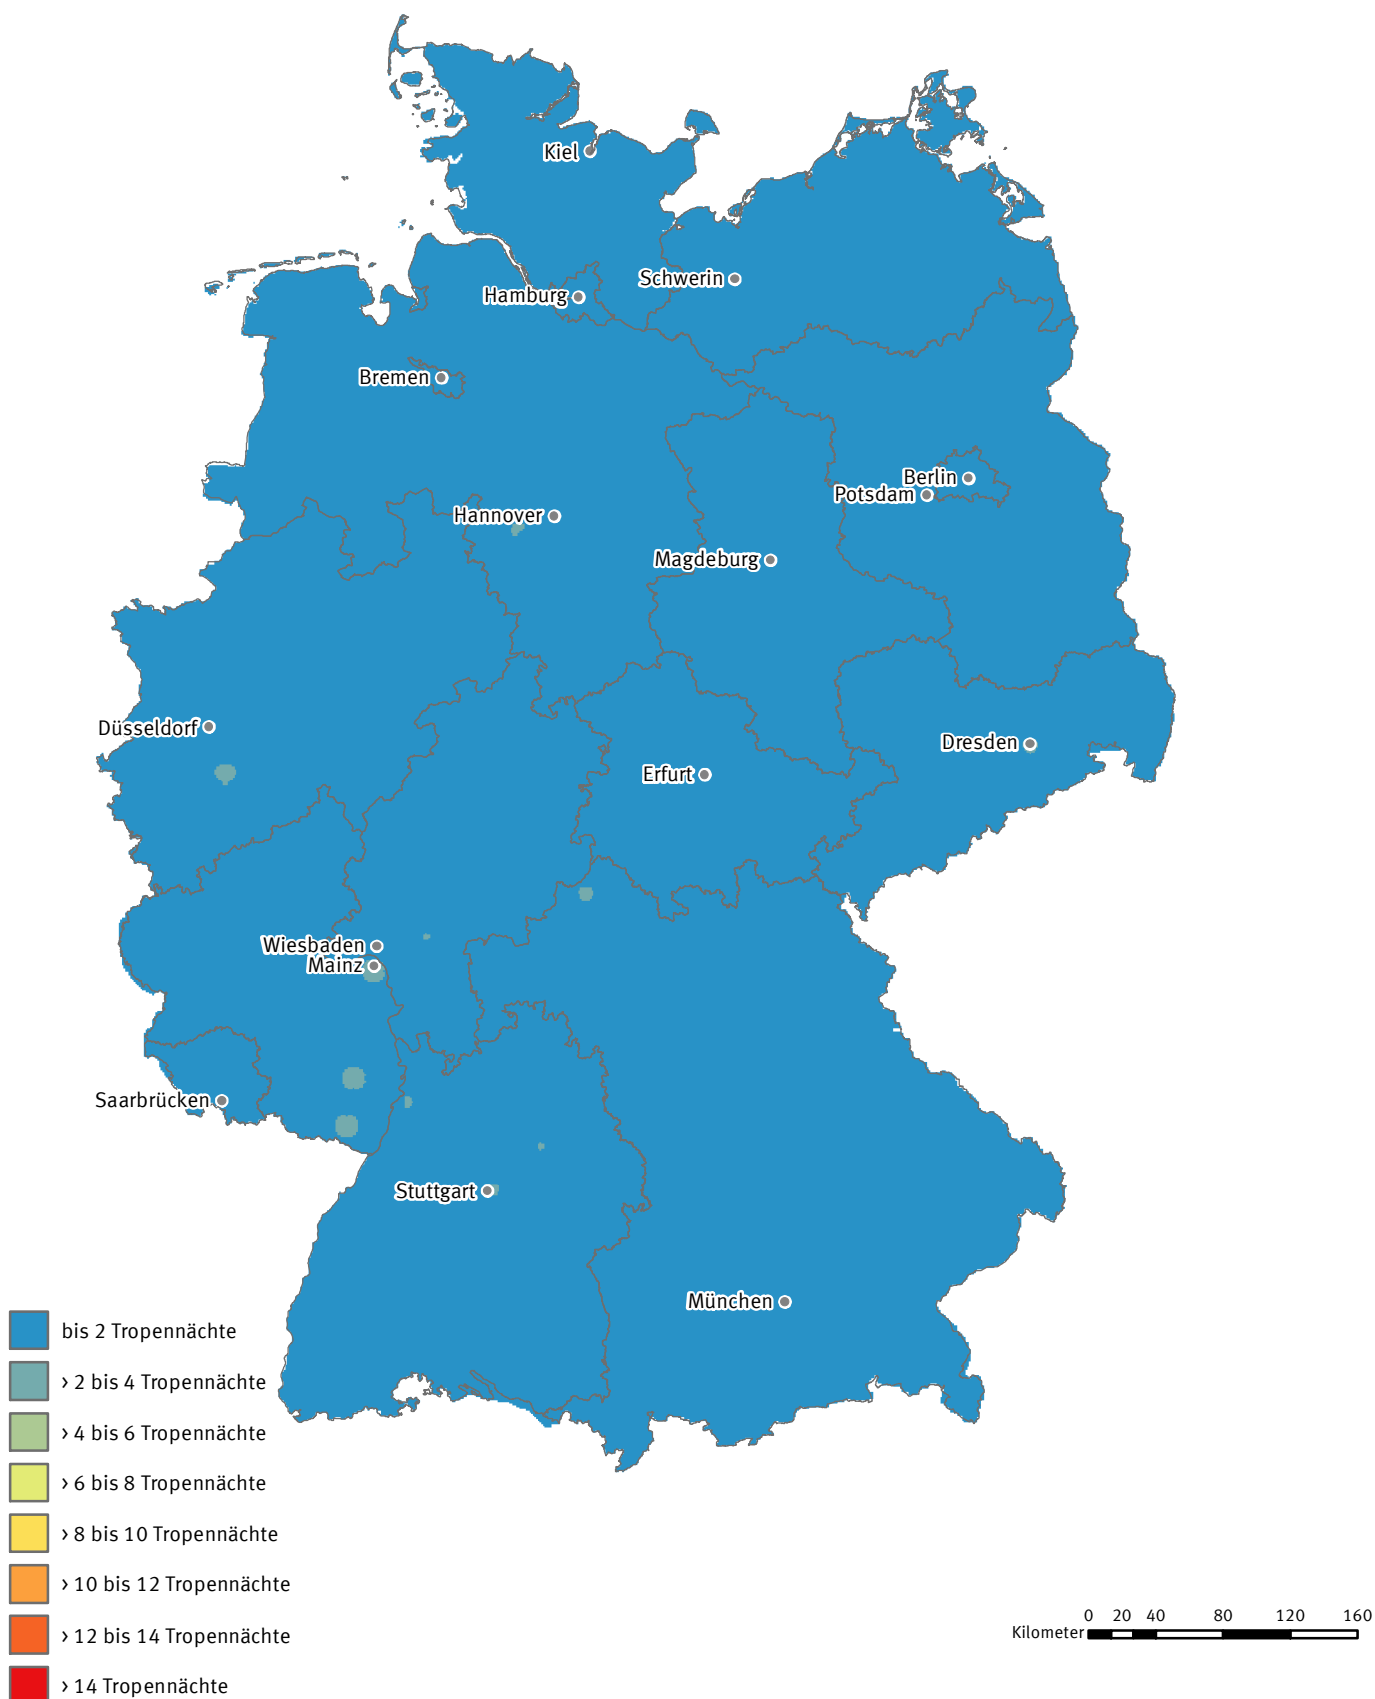 Kiel
Schwerin
Hamburg
Bremen
Berlin
Potsdam
Hannover
Magdeburg
Düsseldorf
Dresden
Erfurt
Wiesbaden
Mainz
Saarbrücken
Stuttgart
München
bis 2 Tropennächte
> 2 bis 4 Tropennächte
> 4 bis 6 Tropennächte
> 6 bis 8 Tropennächte
> 8 bis 10 Tropennächte
> 10 bis 12 Tropennächte
> 12 bis 14 Tropennächte
> 14 Tropennächte
0 20 40 80 120 160
Kilometer